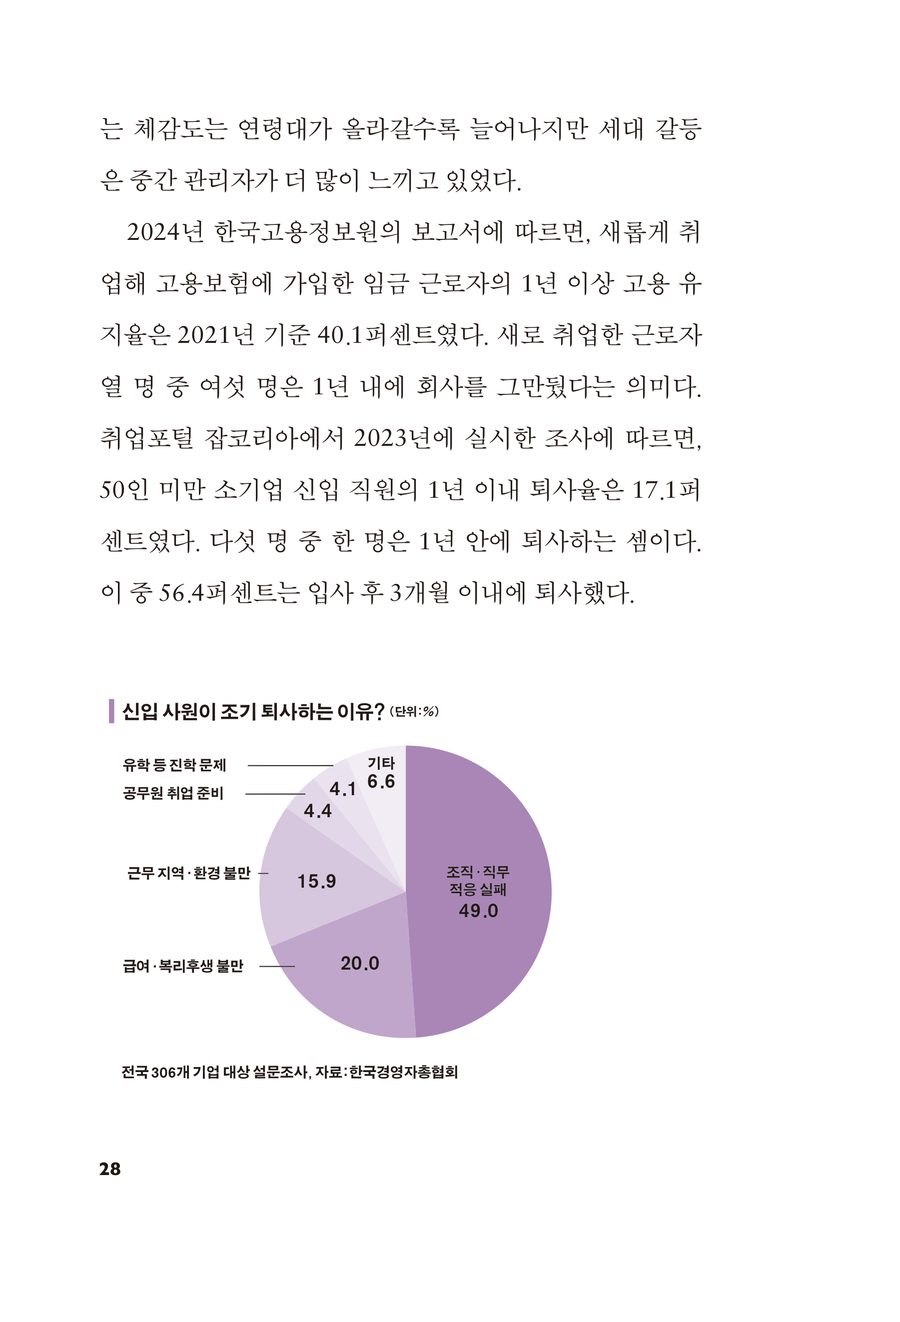 는 체감도는 연령대가 올라갈수록 늘어나지만 세대 갈등
은 중간 관리자가 더 많이 느끼고 있었다.
2024년 한국고용정보원의 보고서에 따르면, 새롭게 취
업해 고용보험에 가입한 임금 근로자의 1년 이상 고용 유
지율은 2021년 기준 40.1퍼센트였다. 새로 취업한 근로자
열 명 중 여섯 명은 1년 내에 회사를 그만뒀다는 의미다.
취업포털 잡코리아에서 2023년에 실시한 조사에 따르면,
50인 미만 소기업 신입 직원의 1년 이내 퇴사율은 17.1퍼
센트였다. 다섯 명 중 한 명은 1년 안에 퇴사하는 셈이다.
이 중 56.4퍼센트는 입사 후 3개월 이내에 퇴사했다.
신입 사원이 조기 퇴사하는 이유? (단위:%)
유학 등 진학 문제
4.1
기타
6.6
공무원 취업 준비
4.4
근무 지역·환경 불만
15.9
조직·직무
적응 실패
49.0
급여·복리후생 불만
20.0
전국 306개 기업 대상 설문조사, 자료:한국경영자총협회
28